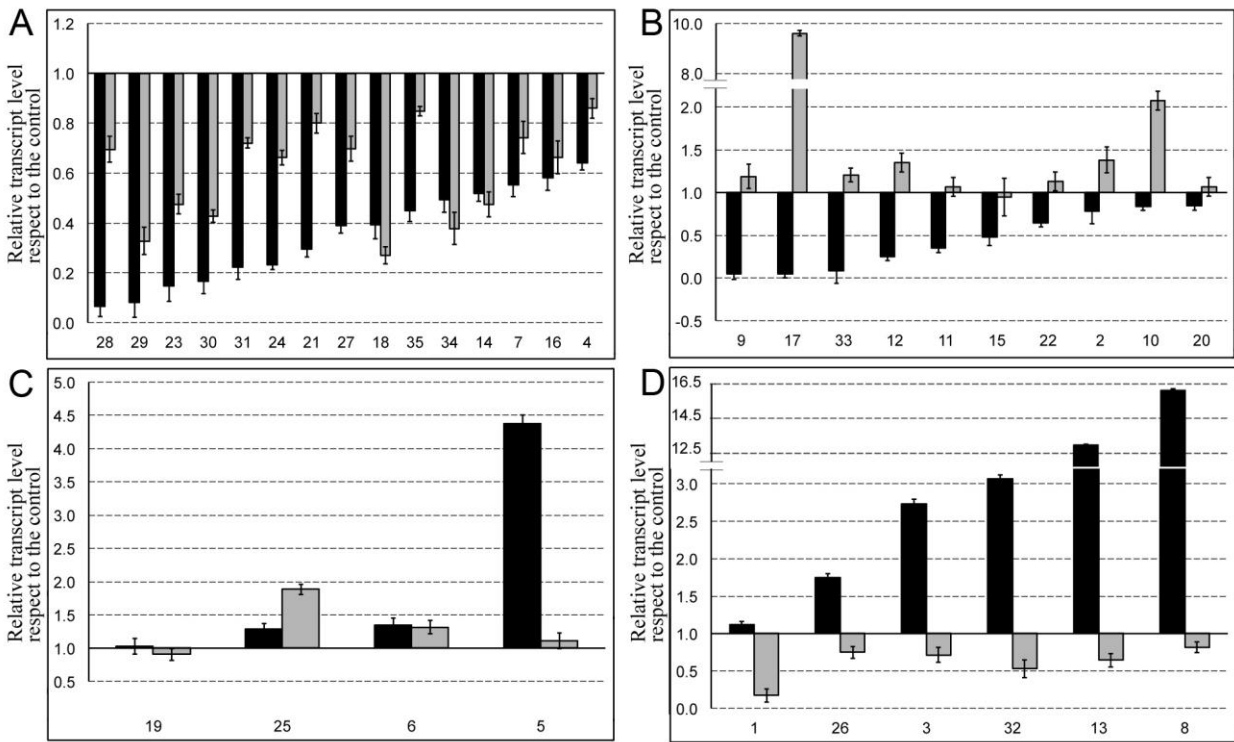 A
Relative transcript level
respect to the control
1.2
1.0
0.8
0.6
0.4
0.2
0.0
28 29 23 30 31 24 21 27 18 35 34 14 7 16 4
B
Relative transcript level
respect to the control
10.0
8.0
2.0
1.5
1.0
0.5
0.0
-0.5
9 17 33 12 11 15 22 2 10 20
C
Relative transcript level
respect to the control
5.0
4.5
4.0
3.5
3.0
2.5
2.0
1.5
1.0
0.5
19 25 6 5
D
Relative transcript level
respect to the control
16.5
14.5
12.5
3.0
2.5
2.0
1.5
1.0
0.5
0.0
1 26 3 32 13 8